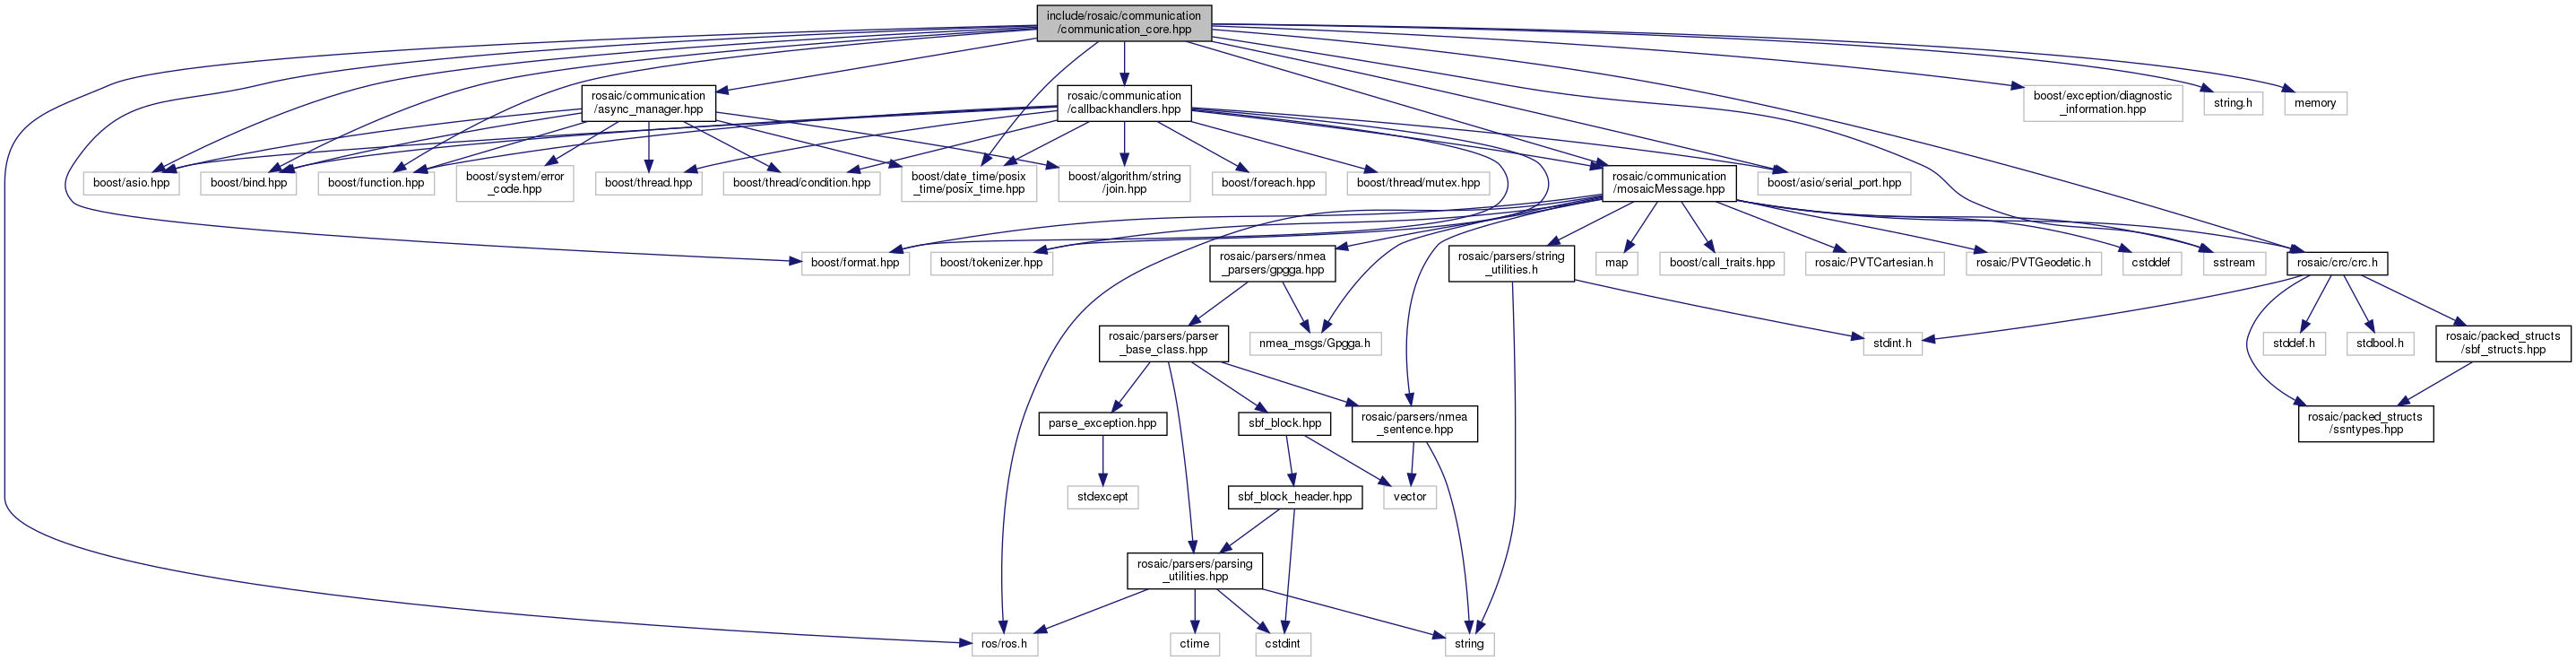 include/rosaic/communication
/communication_core.hpp
rosaic/communication
/async_manager.hpp
rosaic/communication
/callbackhandlers.hpp
boost/exception/diagnostic
_information.hpp
string.h
memory
boost/asio.hpp
boost/bind.hpp
boost/function.hpp
boost/system/error
_code.hpp
boost/thread.hpp
boost/thread/condition.hpp
boost/date_time/posix
_time/posix_time.hpp
boost/algorithm/string
/join.hpp
boost/foreach.hpp
boost/thread/mutex.hpp
rosaic/communication
/mosaicMessage.hpp
boost/asio/serial_port.hpp
boost/format.hpp
boost/tokenizer.hpp
rosaic/parsers/nmea
_parsers/gpgga.hpp
rosaic/parsers/string
_utilities.h
map
boost/call_traits.hpp
rosaic/PVTCartesian.h
rosaic/PVTGeodetic.h
cstddef
sstream
rosaic/crc/crc.h
rosaic/parsers/parser
_base_class.hpp
nmea_msgs/Gpgga.h
stdint.h
stddef.h
stdbool.h
rosaic/packed_structs
/sbf_structs.hpp
parse_exception.hpp
sbf_block.hpp
rosaic/parsers/nmea
_sentence.hpp
rosaic/packed_structs
/ssntypes.hpp
stdexcept
sbf_block_header.hpp
vector
rosaic/parsers/parsing
_utilities.hpp
ros/ros.h
ctime
cstdint
string